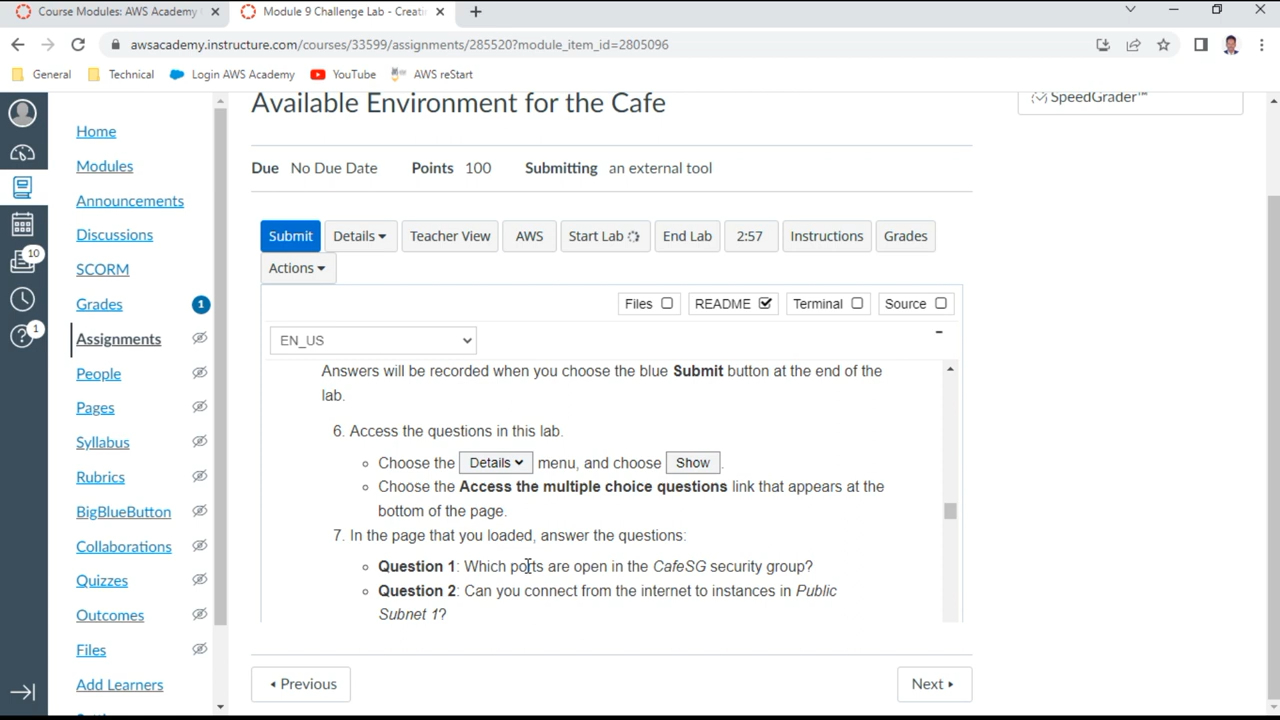 Course Modules: AWS Academy
Module 9 Challenge Lab - Creati
awsacademy.instructure.com/courses/33599/assignments/285520?module_item_id=2805096
General
Technical
Login AWS Academy
YouTube
AWS reStart
Available Environment for the Cafe
SpeedGrader™
Due No Due Date Points 100 Submitting an external tool
Submit
Details
Teacher View
AWS
Start Lab
End Lab
2:57
Instructions
Grades
Actions
Files
README
Terminal
Source
EN_US
Answers will be recorded when you choose the blue Submit button at the end of the
lab.
6. Access the questions in this lab.
Choose the Details menu, and choose Show .
Choose the Access the multiple choice questions link that appears at the
bottom of the page.
7. In the page that you loaded, answer the questions:
Question 1: Which ports are open in the CafeSG security group?
Question 2: Can you connect from the internet to instances in Public
Subnet 1?
Previous
Next
10
1
Home
Modules
Announcements
Discussions
SCORM
Grades
1
Assignments
People
Pages
Syllabus
Rubrics
BigBlueButton
Collaborations
Quizzes
Outcomes
Files
Add Learners